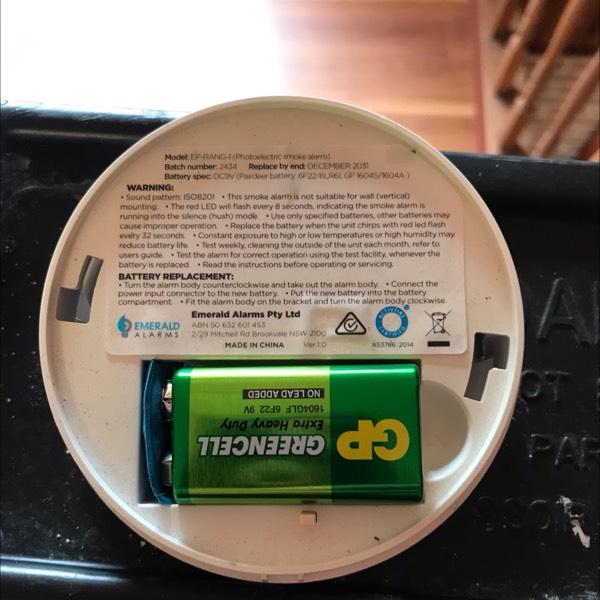 Model: EP-RANG-1 (Photoelectric smoke alarm)
Batch number: 2434 Replace by end: DECEMBER 2031
Battery spec: DC9V (Pairdeer battery: 6F22/6LR61, GP 1604S/1604A )
WARNING:
• Sound pattern: ISO8201 • This smoke alarm is not suitable for wall (vertical)
mounting. • The red LED will flash every 8 seconds, indicating the smoke alarm is
running into the silence (hush) mode. • Use only specified batteries, other batteries may
cause improper operation. • Replace the battery when the unit chirps with red led flash
every 32 seconds. • Constant exposure to high or low temperatures or high humidity may
reduce battery life. • Test weekly, cleaning the outside of the unit each month, refer to
users guide. • Test the alarm for correct operation using the test facility, whenever the
battery is replaced. • Read the instructions before operating or servicing.
BATTERY REPLACEMENT:
• Turn the alarm body counterclockwise and take out the alarm body. • Connect the
power input connector to the new battery. • Put the new battery into the battery
compartment. • Fit the alarm body on the bracket and turn the alarm body clockwise.
EMERALD
ALARMS
Emerald Alarms Pty Ltd
ABN 50 632 601 453
2/29 Mitchell Rd Brookvale NSW 2100
MADE IN CHINA Ver 1.0
AS3786: 2014
GP
GREENCELL
Extra Heavy Duty
1604GLF 6F22 9V
NO LEAD ADDED
OT
PAR